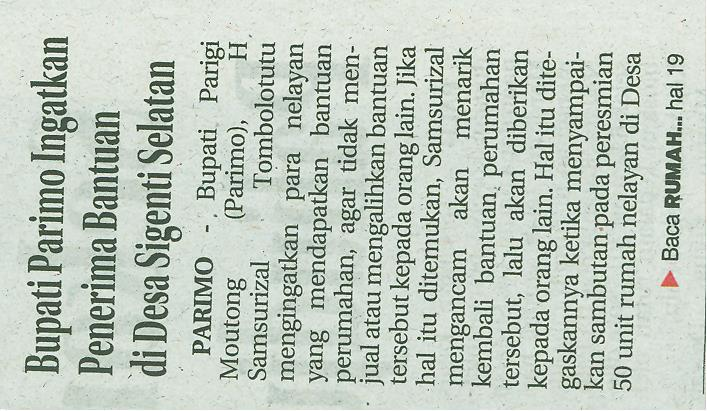 Bupati Parimo Ingatkan
Penerima Bantuan
di Desa Sigenti Selatan
PARIMO - Bupati Parigi
Moutong (Parimo), H
Samsurizal Tombolotutu
mengingatkan para nelayan
yang mendapatkan bantuan
perumahan, agar tidak men-
jual atau mengalihkan bantuan
tersebut kepada orang lain. Jika
hal itu ditemukan, Samsurizal
mengancam akan menarik
kembali bantuan perumahan
tersebut, lalu akan diberikan
kepada orang lain. Hal itu dite-
gaskannya ketika menyampai-
kan sambutan pada peresmian
50 unit rumah nelayan di Desa
Baca RUMAH... hal 19